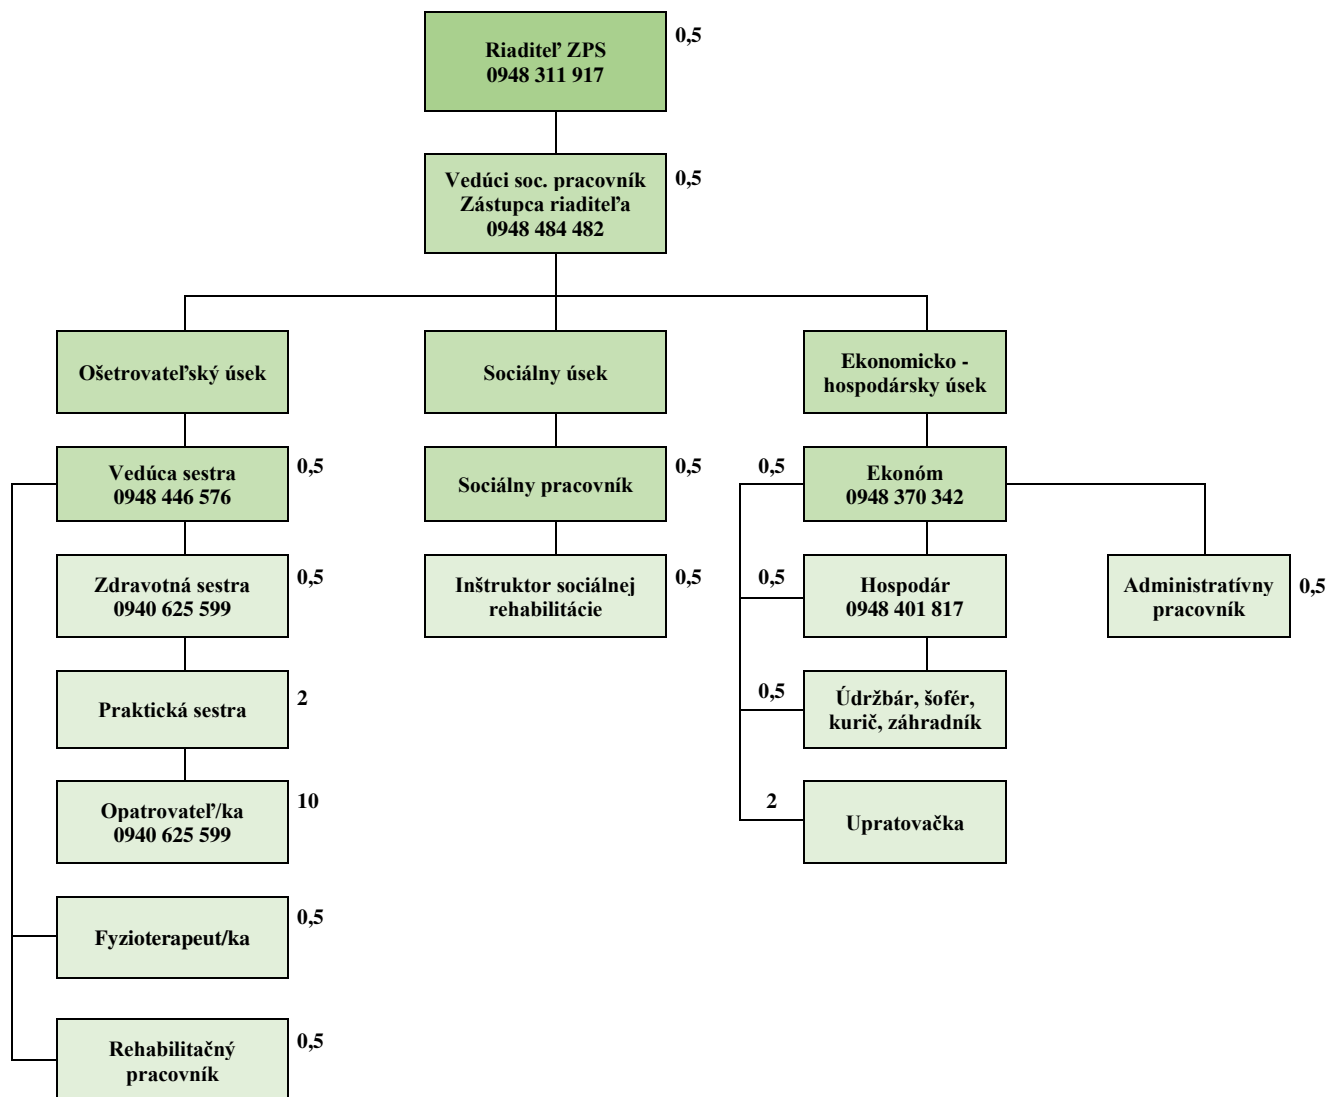 Riaditeľ ZPS
0948 311 917
0,5
Vedúci soc. pracovník
Zástupca riaditeľa
0948 484 482
0,5
Ošetrovateľský úsek
Sociálny úsek
Ekonomicko -
hospodársky úsek
Vedúca sestra
0948 446 576
0,5
Sociálny pracovník
0,5
0,5
Ekonóm
0948 370 342
Zdravotná sestra
0940 625 599
0,5
Inštruktor sociálnej
rehabilitácie
0,5
0,5
Hospodár
0948 401 817
Administratívny
pracovník
0,5
Praktická sestra
2
0,5
Údržbár, šofér,
kurič, záhradník
Opatrovateľ/ka
0940 625 599
10
2
Upratovačka
Fyzioterapeut/ka
0,5
Rehabilitačný
pracovník
0,5